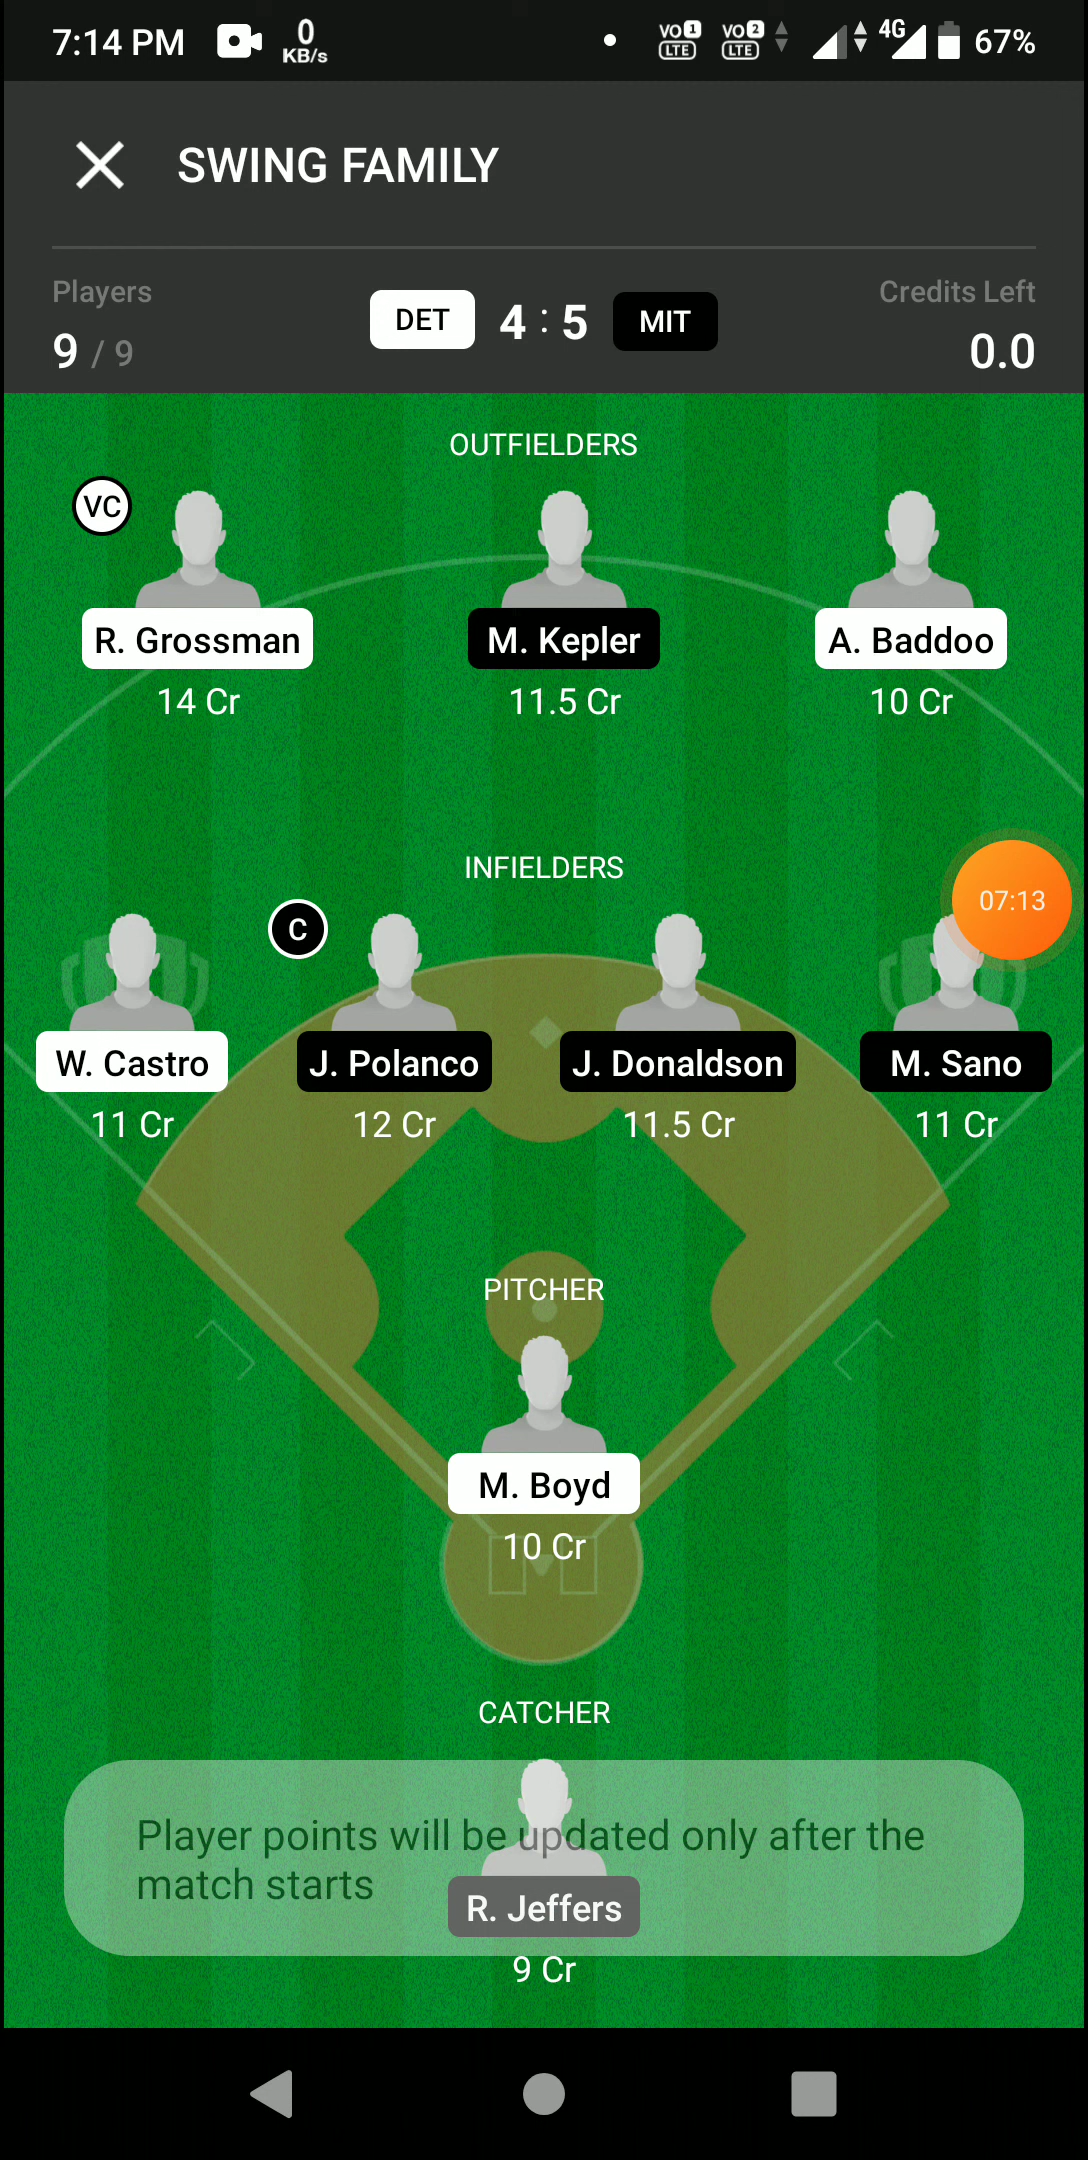 7:14 PM
0
KB/s
VO 1
LTE
VO 2
LTE
4G
67%
SWING FAMILY
Players
9 / 9
DET 4 : 5 MIT
Credits Left
0.0
OUTFIELDERS
VC
R. Grossman
14 Cr
M. Kepler
11.5 Cr
A. Baddoo
10 Cr
INFIELDERS
07:13
C
W. Castro
11 Cr
J. Polanco
12 Cr
J. Donaldson
11.5 Cr
M. Sano
11 Cr
PITCHER
M. Boyd
10 Cr
CATCHER
Player points will be updated only after the
match starts
R. Jeffers
9 Cr